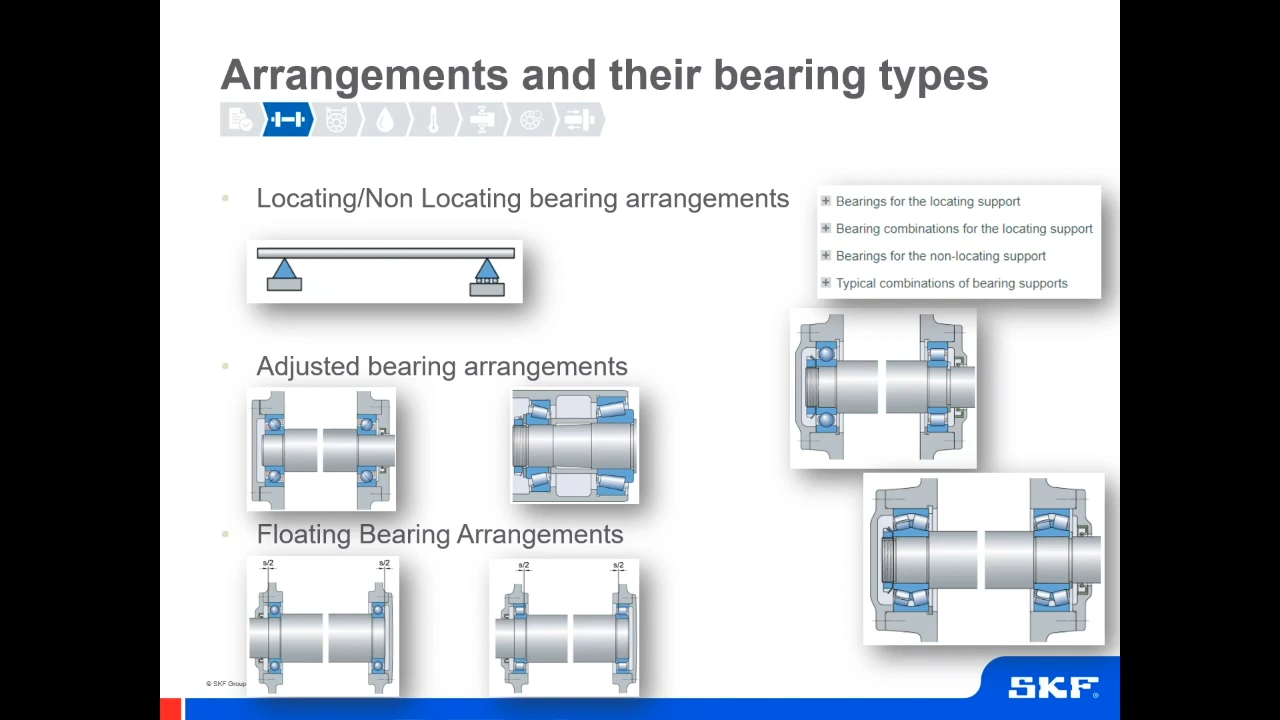 Arrangements and their bearing types
• Locating/Non Locating bearing arrangements
Bearings for the locating support
Bearing combinations for the locating support
Bearings for the non-locating support
Typical combinations of bearing supports
• Adjusted bearing arrangements
• Floating Bearing Arrangements
s/2 s/2
s/2 s/2
© SKF Group
SKF®